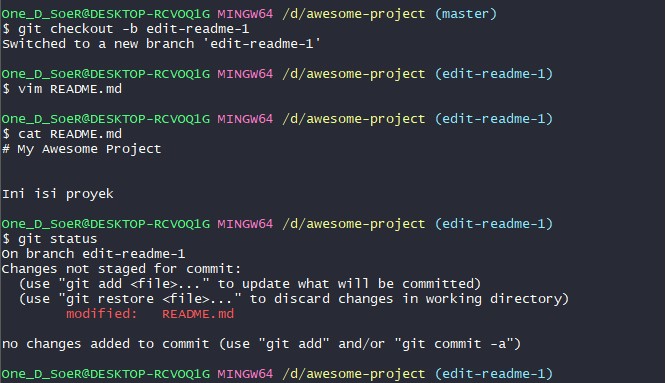 One_D_SoeR@DESKTOP-RCVOQ1G MINGW64 /d/awesome-project (master)
$ git checkout -b edit-readme-1
Switched to a new branch 'edit-readme-1'
One_D_SoeR@DESKTOP-RCVOQ1G MINGW64 /d/awesome-project (edit-readme-1)
$ vim README.md
One_D_SoeR@DESKTOP-RCVOQ1G MINGW64 /d/awesome-project (edit-readme-1)
$ cat README.md
# My Awesome Project
Ini isi proyek
One_D_SoeR@DESKTOP-RCVOQ1G MINGW64 /d/awesome-project (edit-readme-1)
$ git status
On branch edit-readme-1
Changes not staged for commit:
  (use "git add <file>..." to update what will be committed)
  (use "git restore <file>..." to discard changes in working directory)
        modified:   README.md
no changes added to commit (use "git add" and/or "git commit -a")
One_D_SoeR@DESKTOP-RCVOQ1G MINGW64 /d/awesome-project (edit-readme-1)